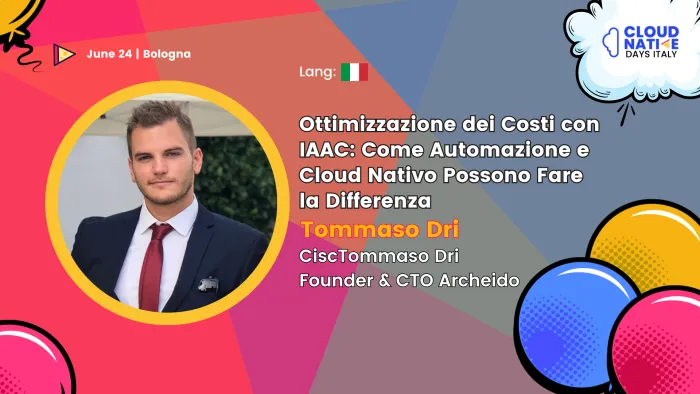 June 24 | Bologna
CLOUD
NATIVE
DAYS ITALY
Lang:
Ottimizzazione dei Costi con
IAAC: Come Automazione e
Cloud Nativo Possono Fare
la Differenza
Tommaso Dri
CiscTommaso Dri
Founder & CTO Archeido